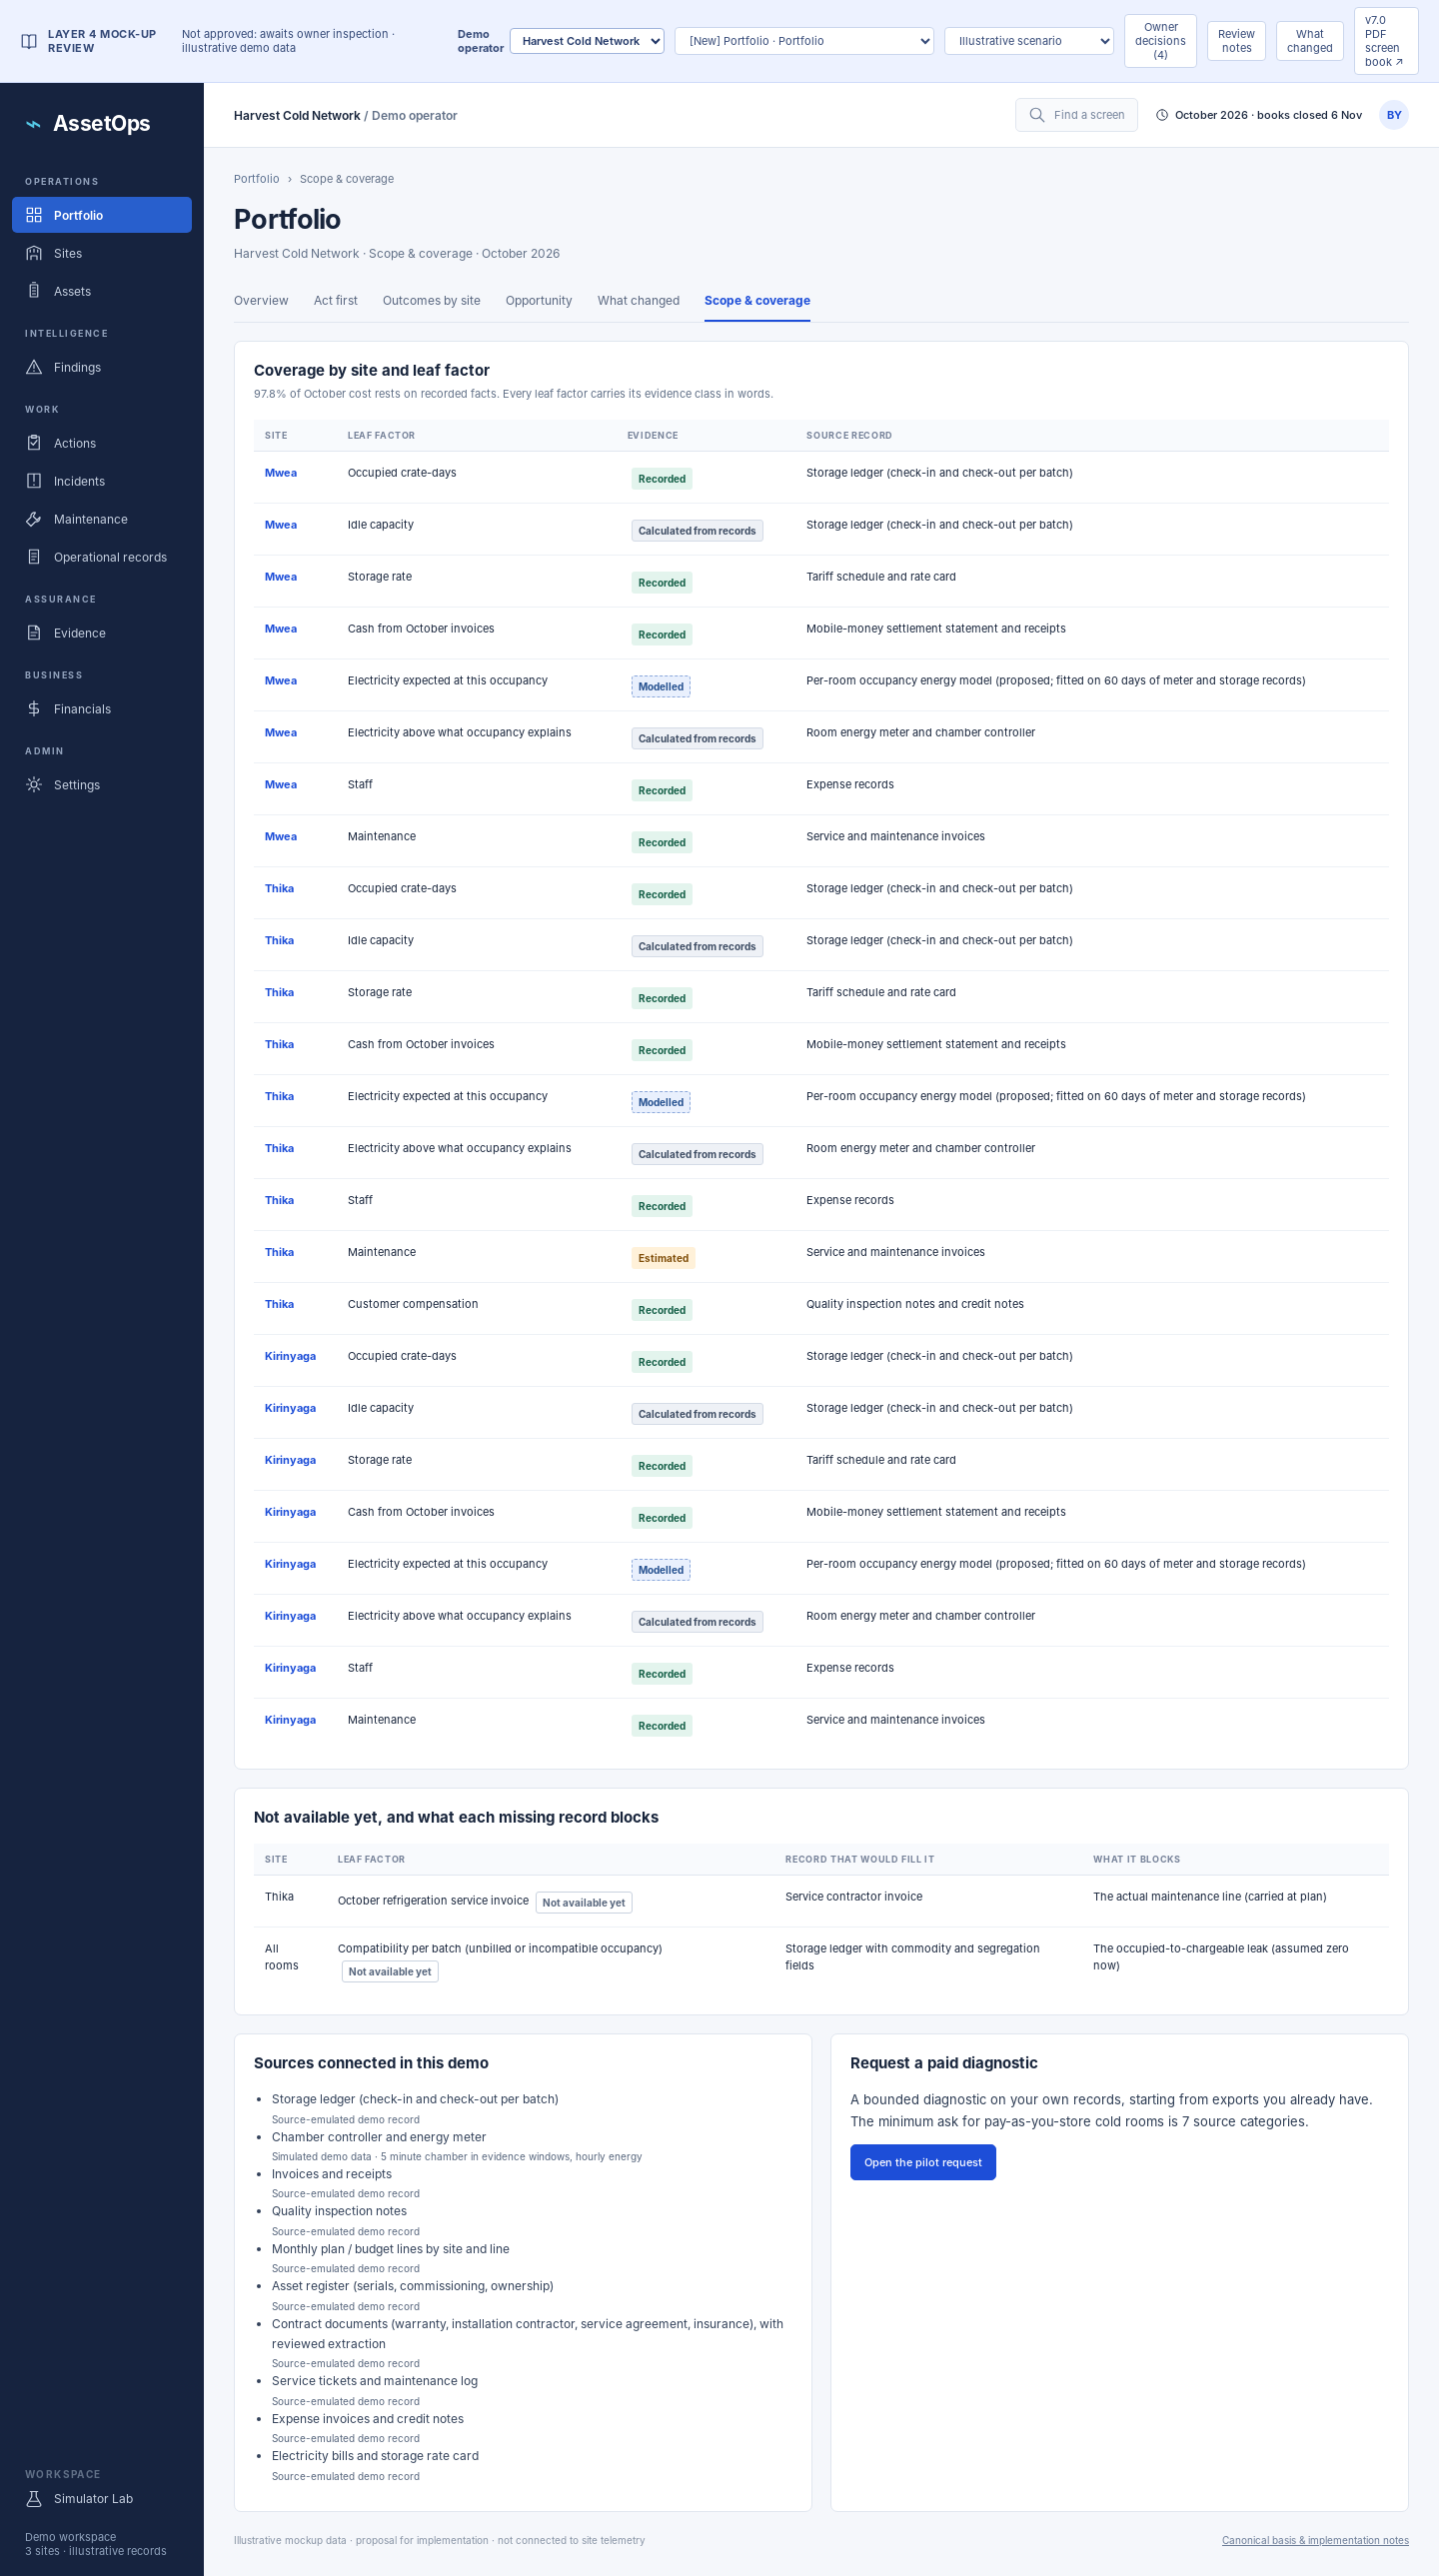 LAYER 4 MOCK-UP REVIEW
Not approved: awaits owner inspection · illustrative demo data
Demo operator
Harvest Cold Network
[New] Portfolio · Portfolio
Illustrative scenario
Owner decisions (4)
Review notes
What changed
v7.0 PDF screen book ↗
AssetOps
Harvest Cold Network / Demo operator
Find a screen
October 2026 · books closed 6 Nov
BY
OPERATIONS
Portfolio
Sites
Assets
INTELLIGENCE
Findings
WORK
Actions
Incidents
Maintenance
Operational records
ASSURANCE
Evidence
BUSINESS
Financials
ADMIN
Settings
WORKSPACE
Simulator Lab
Demo workspace
3 sites · illustrative records
Portfolio › Scope & coverage
Portfolio
Harvest Cold Network · Scope & coverage · October 2026
Overview Act first Outcomes by site Opportunity What changed Scope & coverage
Coverage by site and leaf factor
97.8% of October cost rests on recorded facts. Every leaf factor carries its evidence class in words.
SITE LEAF FACTOR EVIDENCE SOURCE RECORD
Mwea Occupied crate-days Recorded Storage ledger (check-in and check-out per batch)
Mwea Idle capacity Calculated from records Storage ledger (check-in and check-out per batch)
Mwea Storage rate Recorded Tariff schedule and rate card
Mwea Cash from October invoices Recorded Mobile-money settlement statement and receipts
Mwea Electricity expected at this occupancy Modelled Per-room occupancy energy model (proposed; fitted on 60 days of meter and storage records)
Mwea Electricity above what occupancy explains Calculated from records Room energy meter and chamber controller
Mwea Staff Recorded Expense records
Mwea Maintenance Recorded Service and maintenance invoices
Thika Occupied crate-days Recorded Storage ledger (check-in and check-out per batch)
Thika Idle capacity Calculated from records Storage ledger (check-in and check-out per batch)
Thika Storage rate Recorded Tariff schedule and rate card
Thika Cash from October invoices Recorded Mobile-money settlement statement and receipts
Thika Electricity expected at this occupancy Modelled Per-room occupancy energy model (proposed; fitted on 60 days of meter and storage records)
Thika Electricity above what occupancy explains Calculated from records Room energy meter and chamber controller
Thika Staff Recorded Expense records
Thika Maintenance Estimated Service and maintenance invoices
Thika Customer compensation Recorded Quality inspection notes and credit notes
Kirinyaga Occupied crate-days Recorded Storage ledger (check-in and check-out per batch)
Kirinyaga Idle capacity Calculated from records Storage ledger (check-in and check-out per batch)
Kirinyaga Storage rate Recorded Tariff schedule and rate card
Kirinyaga Cash from October invoices Recorded Mobile-money settlement statement and receipts
Kirinyaga Electricity expected at this occupancy Modelled Per-room occupancy energy model (proposed; fitted on 60 days of meter and storage records)
Kirinyaga Electricity above what occupancy explains Calculated from records Room energy meter and chamber controller
Kirinyaga Staff Recorded Expense records
Kirinyaga Maintenance Recorded Service and maintenance invoices
Not available yet, and what each missing record blocks
SITE LEAF FACTOR RECORD THAT WOULD FILL IT WHAT IT BLOCKS
Thika October refrigeration service invoice Not available yet Service contractor invoice The actual maintenance line (carried at plan)
All rooms Compatibility per batch (unbilled or incompatible occupancy) Not available yet Storage ledger with commodity and segregation fields The occupied-to-chargeable leak (assumed zero now)
Sources connected in this demo
• Storage ledger (check-in and check-out per batch)
Source-emulated demo record
• Chamber controller and energy meter
Simulated demo data · 5 minute chamber in evidence windows, hourly energy
• Invoices and receipts
Source-emulated demo record
• Quality inspection notes
Source-emulated demo record
• Monthly plan / budget lines by site and line
Source-emulated demo record
• Asset register (serials, commissioning, ownership)
Source-emulated demo record
• Contract documents (warranty, installation contractor, service agreement, insurance), with
reviewed extraction
Source-emulated demo record
• Service tickets and maintenance log
Source-emulated demo record
• Expense invoices and credit notes
Source-emulated demo record
• Electricity bills and storage rate card
Source-emulated demo record
Request a paid diagnostic
A bounded diagnostic on your own records, starting from exports you already have.
The minimum ask for pay-as-you-store cold rooms is 7 source categories.
Open the pilot request
Illustrative mockup data · proposal for implementation · not connected to site telemetry
Canonical basis & implementation notes